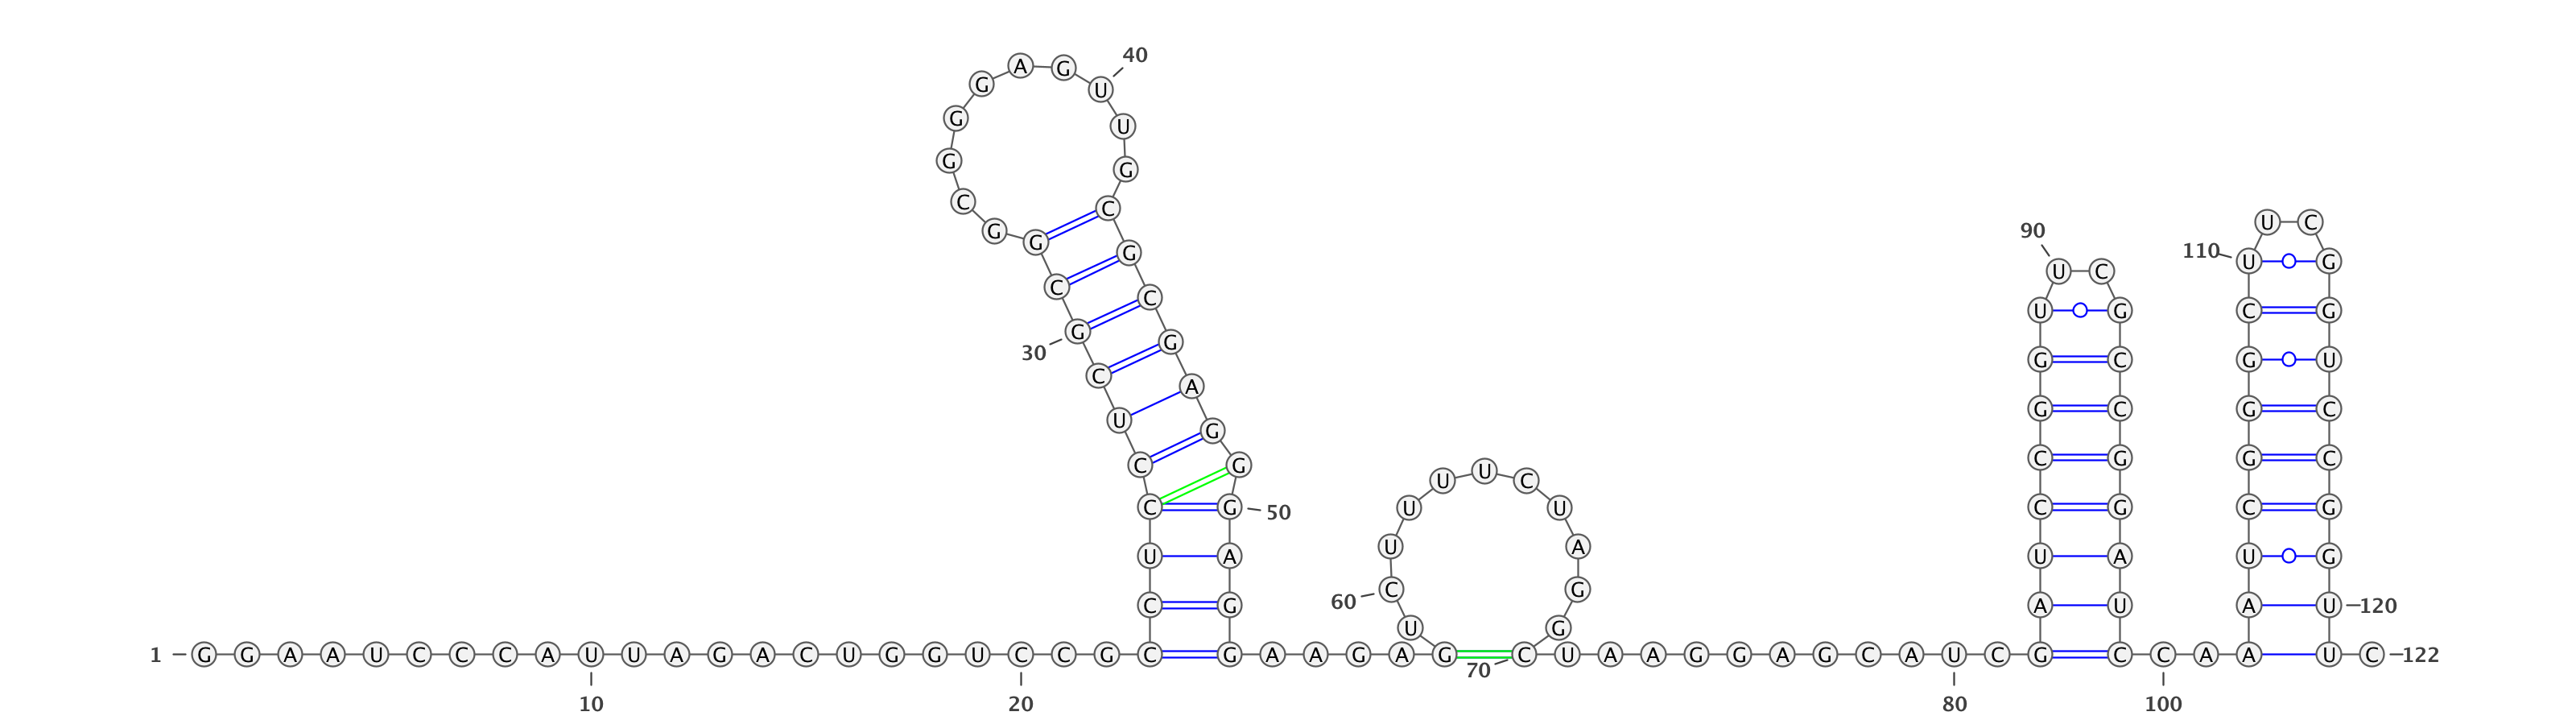 1
G G A A U C C C A U
10
U A G A C U G G U C
20
C G C C U C C U C G
30
C G G C G G G A G U
40
U G C G C G A G G G
50
A G G A A G A G U C
60
U U U U C U A G G C
70
U A A G G A G C A U
80
C G A U C C G G U U
90
C G C C G G A U C C
100
A A A U C G G G C U
110
U C G G U C C G G U
120
U C
122